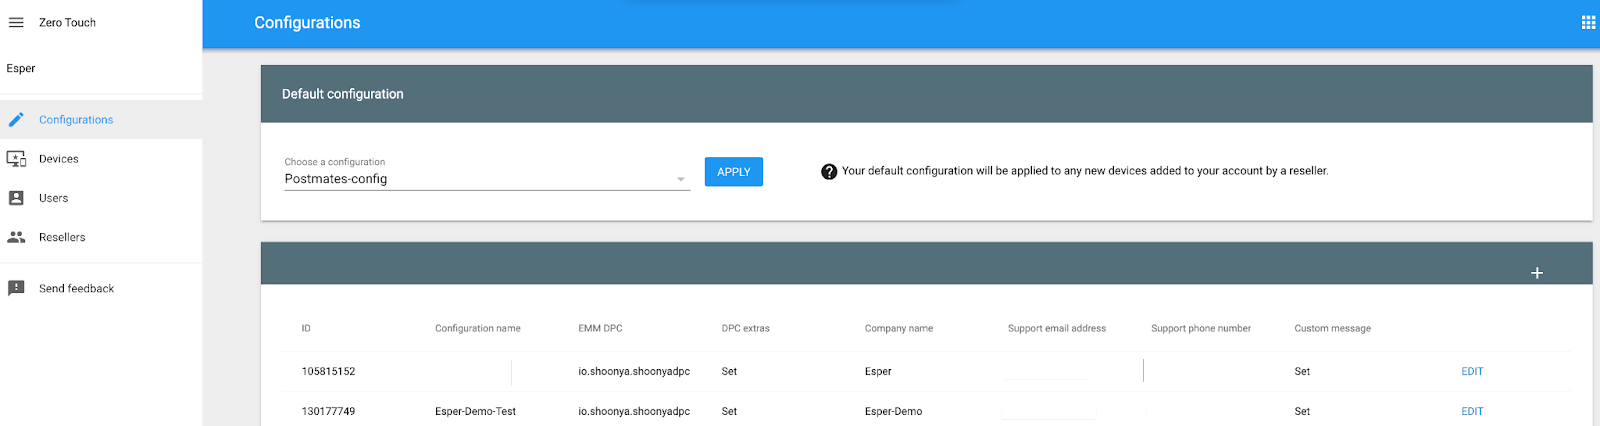 Zero Touch
Configurations
Esper
Configurations
Devices
Users
Resellers
Send feedback
Default configuration
Choose a configuration
Postmates-config
APPLY
? Your default configuration will be applied to any new devices added to your account by a reseller.
+
ID Configuration name EMM DPC DPC extras Company name Support email address Support phone number Custom message
105815152 io.shoonya.shoonyadpc Set Esper Set EDIT
130177749 Esper-Demo-Test io.shoonya.shoonyadpc Set Esper-Demo Set EDIT